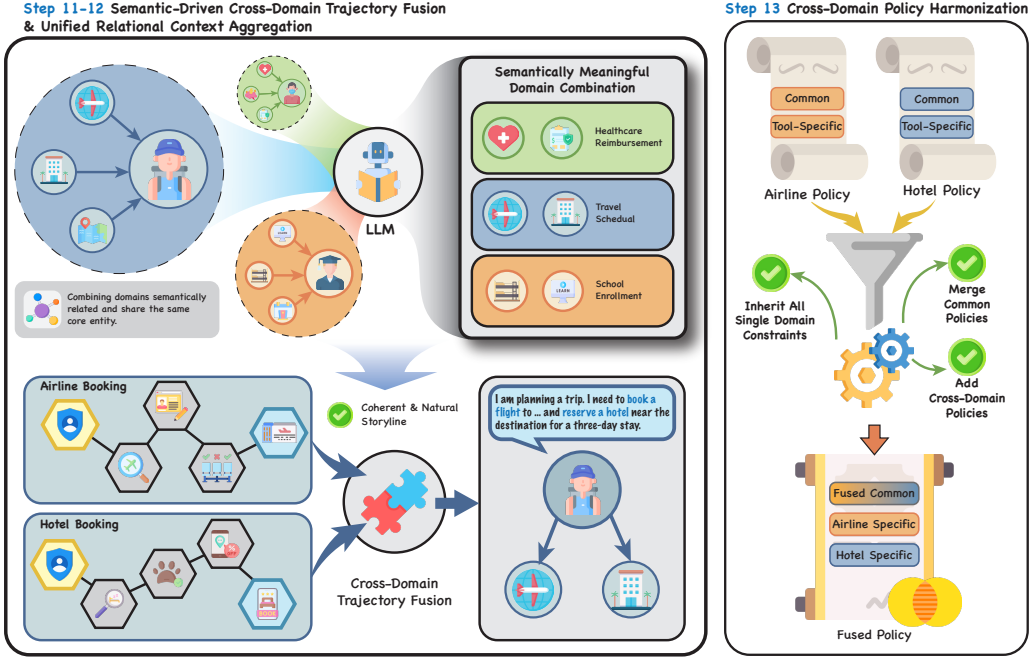 Step 11-12 Semantic-Driven Cross-Domain Trajectory Fusion
& Unified Relational Context Aggregation
LLM
Combining domains semantically
related and share the same
core entity.
Semantically Meaningful
Domain Combination
Healthcare
Reimbursement
Travel
Schedual
School
Enrollment
LEARN
LEARN
Airline Booking
Hotel Booking
BOOK
Coherent & Natural
Storyline
Cross-Domain
Trajectory Fusion
I am planning a trip. I need to book a
flight to ... and reserve a hotel near the
destination for a three-day stay.
Step 13 Cross-Domain Policy Harmonization
Common
Tool-Specific
Airline Policy
Common
Tool-Specific
Hotel Policy
Inherit All
Single Domain
Constraints
Merge
Common
Policies
Add
Cross-Domain
Policies
Fused Common
Airline Specific
Hotel Specific
Fused Policy